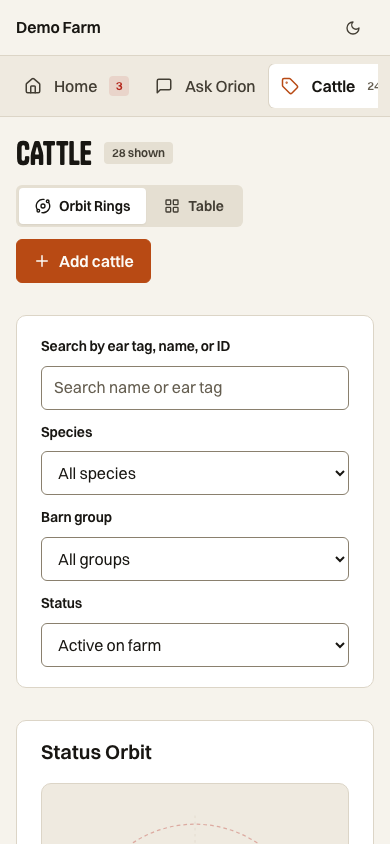 Demo Farm
Home 3 Ask Orion Cattle
CATTLE 28 shown
Orbit Rings Table
Add cattle
Search by ear tag, name, or ID
Search name or ear tag
Species
All species
Barn group
All groups
Status
Active on farm
Status Orbit